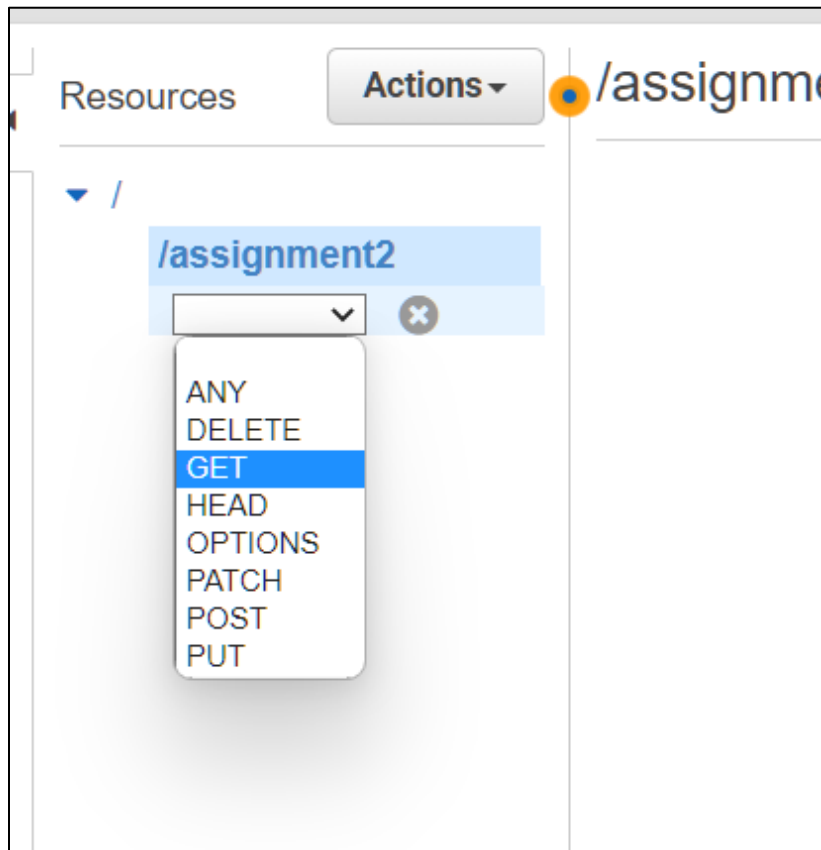 Resources
Actions
/assignme
/
/assignment2
ANY
DELETE
GET
HEAD
OPTIONS
PATCH
POST
PUT